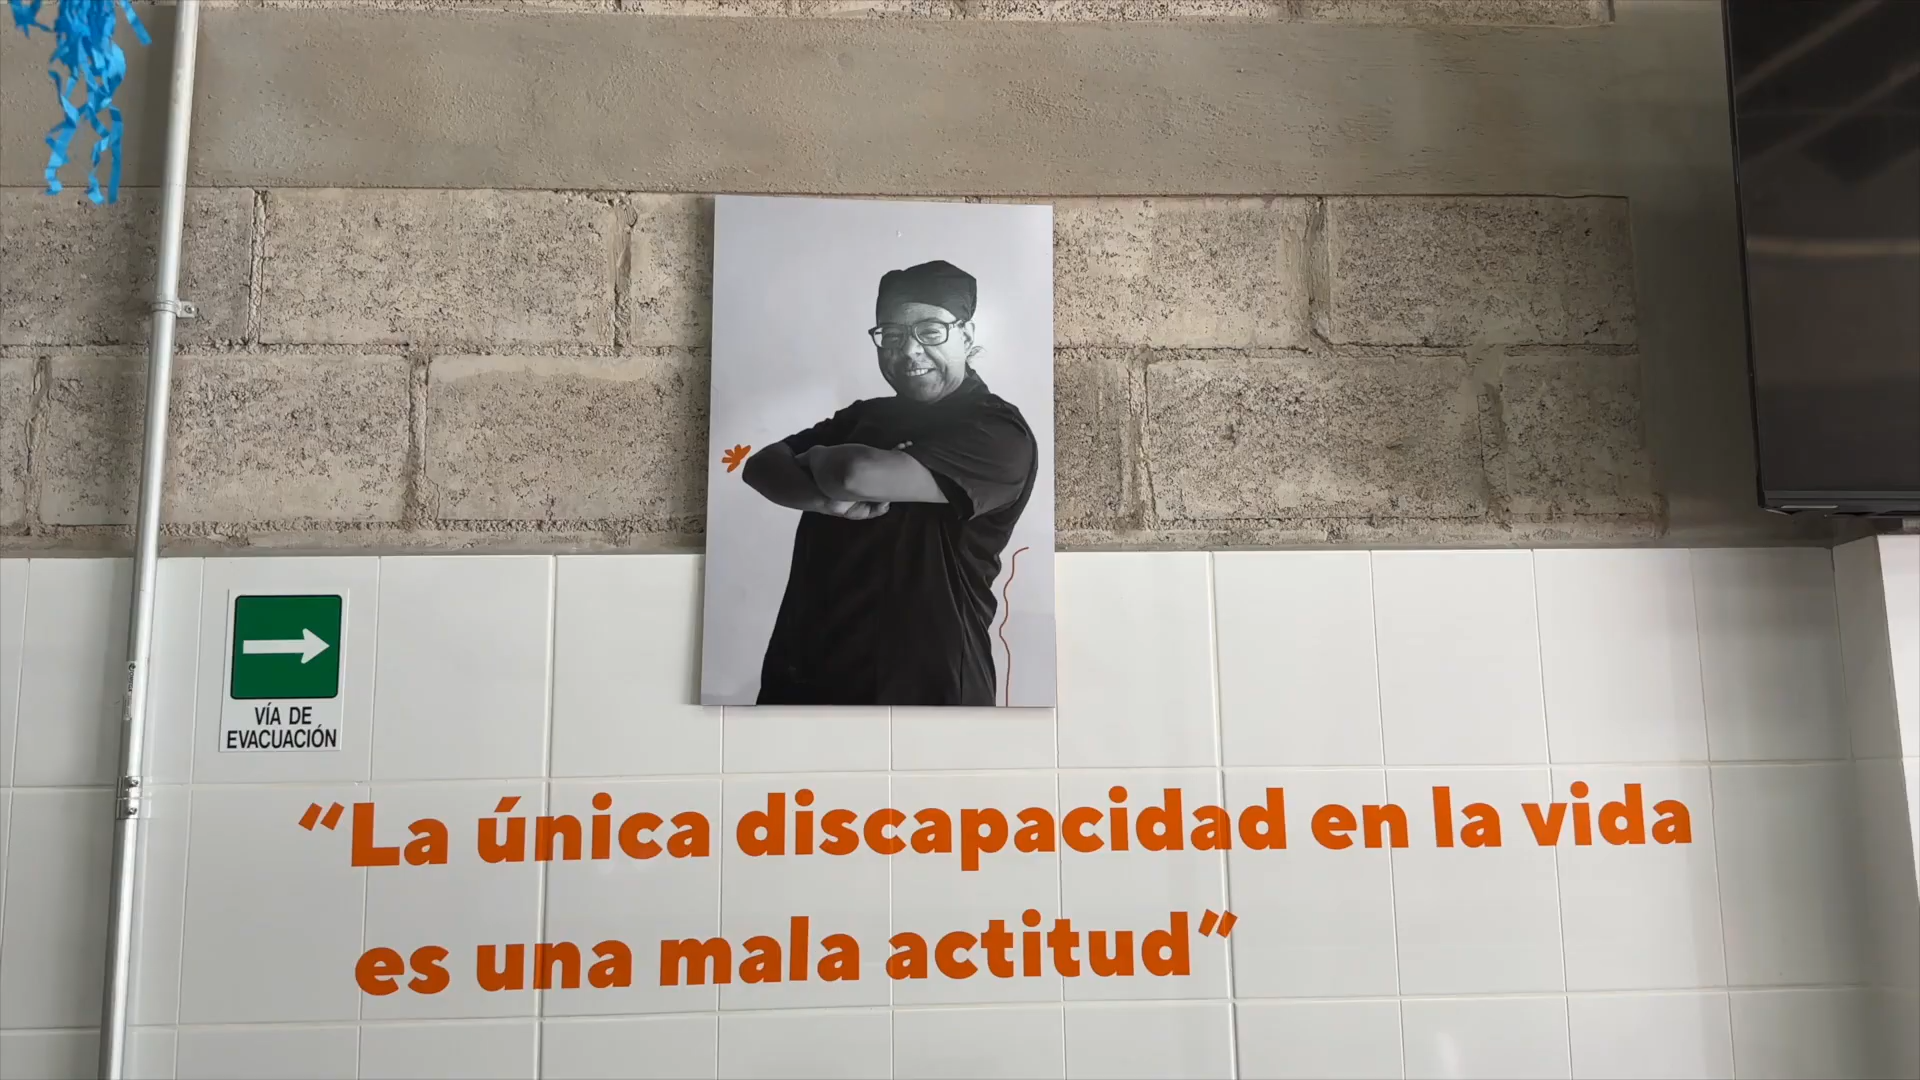 VÍA DE
EVACUACIÓN
“La única discapacidad en la vida
es una mala actitud”